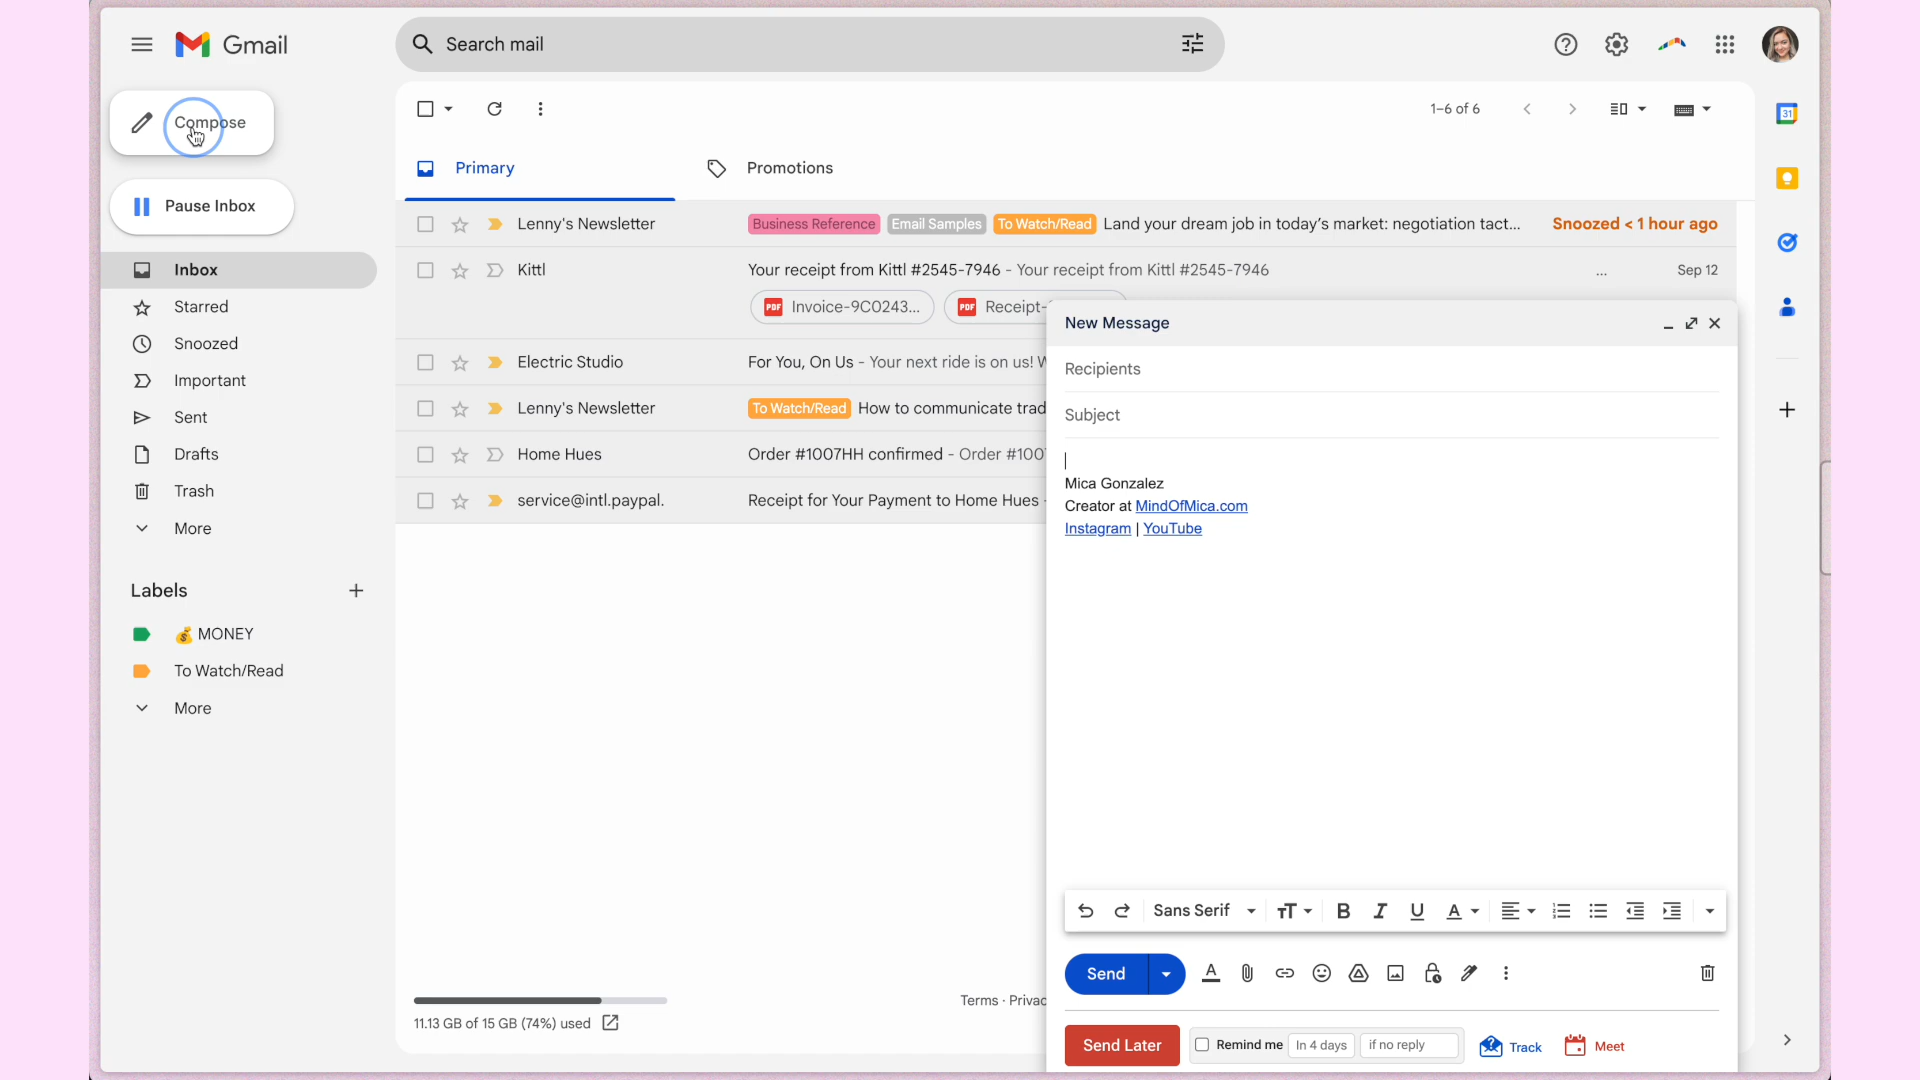 Gmail
Search mail
Compose
Pause Inbox
Inbox
Starred
Snoozed
Important
Sent
Drafts
Trash
More
Labels
💰 MONEY
To Watch/Read
More
1–6 of 6
31
Primary
Promotions
Lenny's Newsletter Business Reference Email Samples To Watch/Read Land your dream job in today's market: negotiation tact... Snoozed < 1 hour ago
Kittl Your receipt from Kittl #2545-7946 - Your receipt from Kittl #2545-7946 ... Sep 12
PDF Invoice-9C0243... PDF Receipt-
Electric Studio For You, On Us - Your next ride is on us! W
Lenny's Newsletter To Watch/Read How to communicate trad
Home Hues Order #1007HH confirmed - Order #100
service@intl.paypal. Receipt for Your Payment to Home Hues -
11.13 GB of 15 GB (74%) used
Terms · Privac
New Message
Recipients
Subject
Mica Gonzalez
Creator at MindOfMica.com
Instagram | YouTube
Sans Serif
Send
Send Later Remind me In 4 days if no reply Track Meet